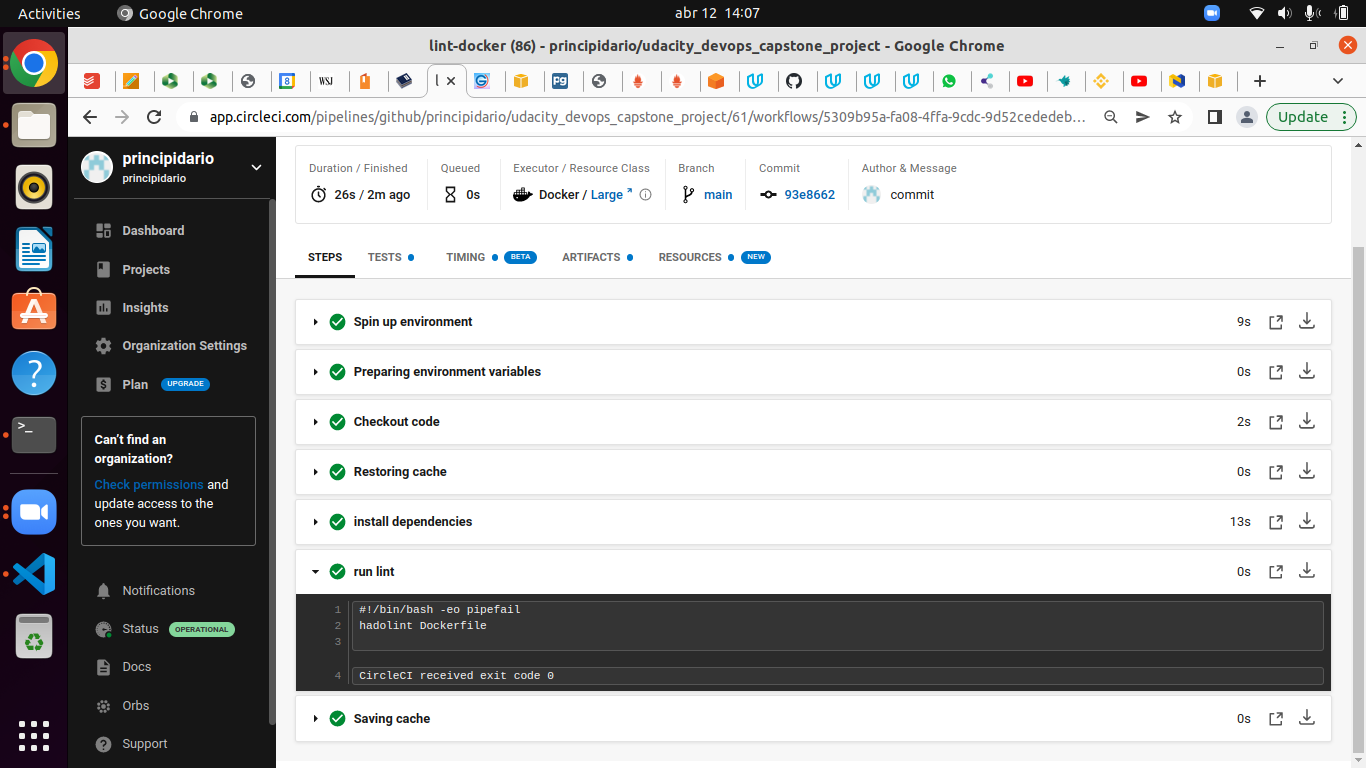 Activities
Google Chrome
abr 12 14:07
lint-docker (86) - principidario/udacity_devops_capstone_project - Google Chrome
8
WSJ
l
pg
app.circleci.com/pipelines/github/principidario/udacity_devops_capstone_project/61/workflows/5309b95a-fa08-4ffa-9cdc-9d52cededeb...
Update
principidario
principidario
Dashboard
Projects
Insights
Organization Settings
Plan UPGRADE
Can't find an
organization?
Check permissions and
update access to the
ones you want.
Notifications
Status OPERATIONAL
Docs
Orbs
Support
Duration / Finished
26s / 2m ago
Queued
0s
Executor / Resource Class
Docker / Large
Branch
main
Commit
93e8662
Author & Message
commit
STEPS
TESTS
TIMING BETA
ARTIFACTS
RESOURCES NEW
Spin up environment 9s
Preparing environment variables 0s
Checkout code 2s
Restoring cache 0s
install dependencies 13s
run lint 0s
1 #!/bin/bash -eo pipefail
2 hadolint Dockerfile
3
4 CircleCI received exit code 0
Saving cache 0s